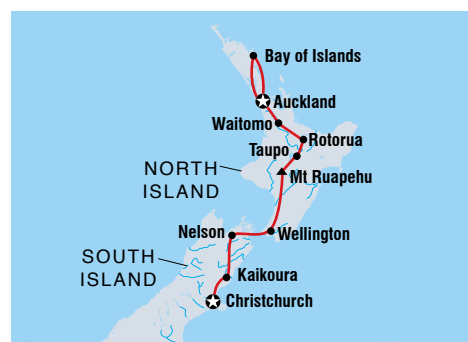 Bay of Islands
Auckland
Waitomo
Rotorua
Taupo
NORTH
ISLAND
Mt Ruapehu
Nelson
Wellington
SOUTH
ISLAND
Kaikoura
Christchurch